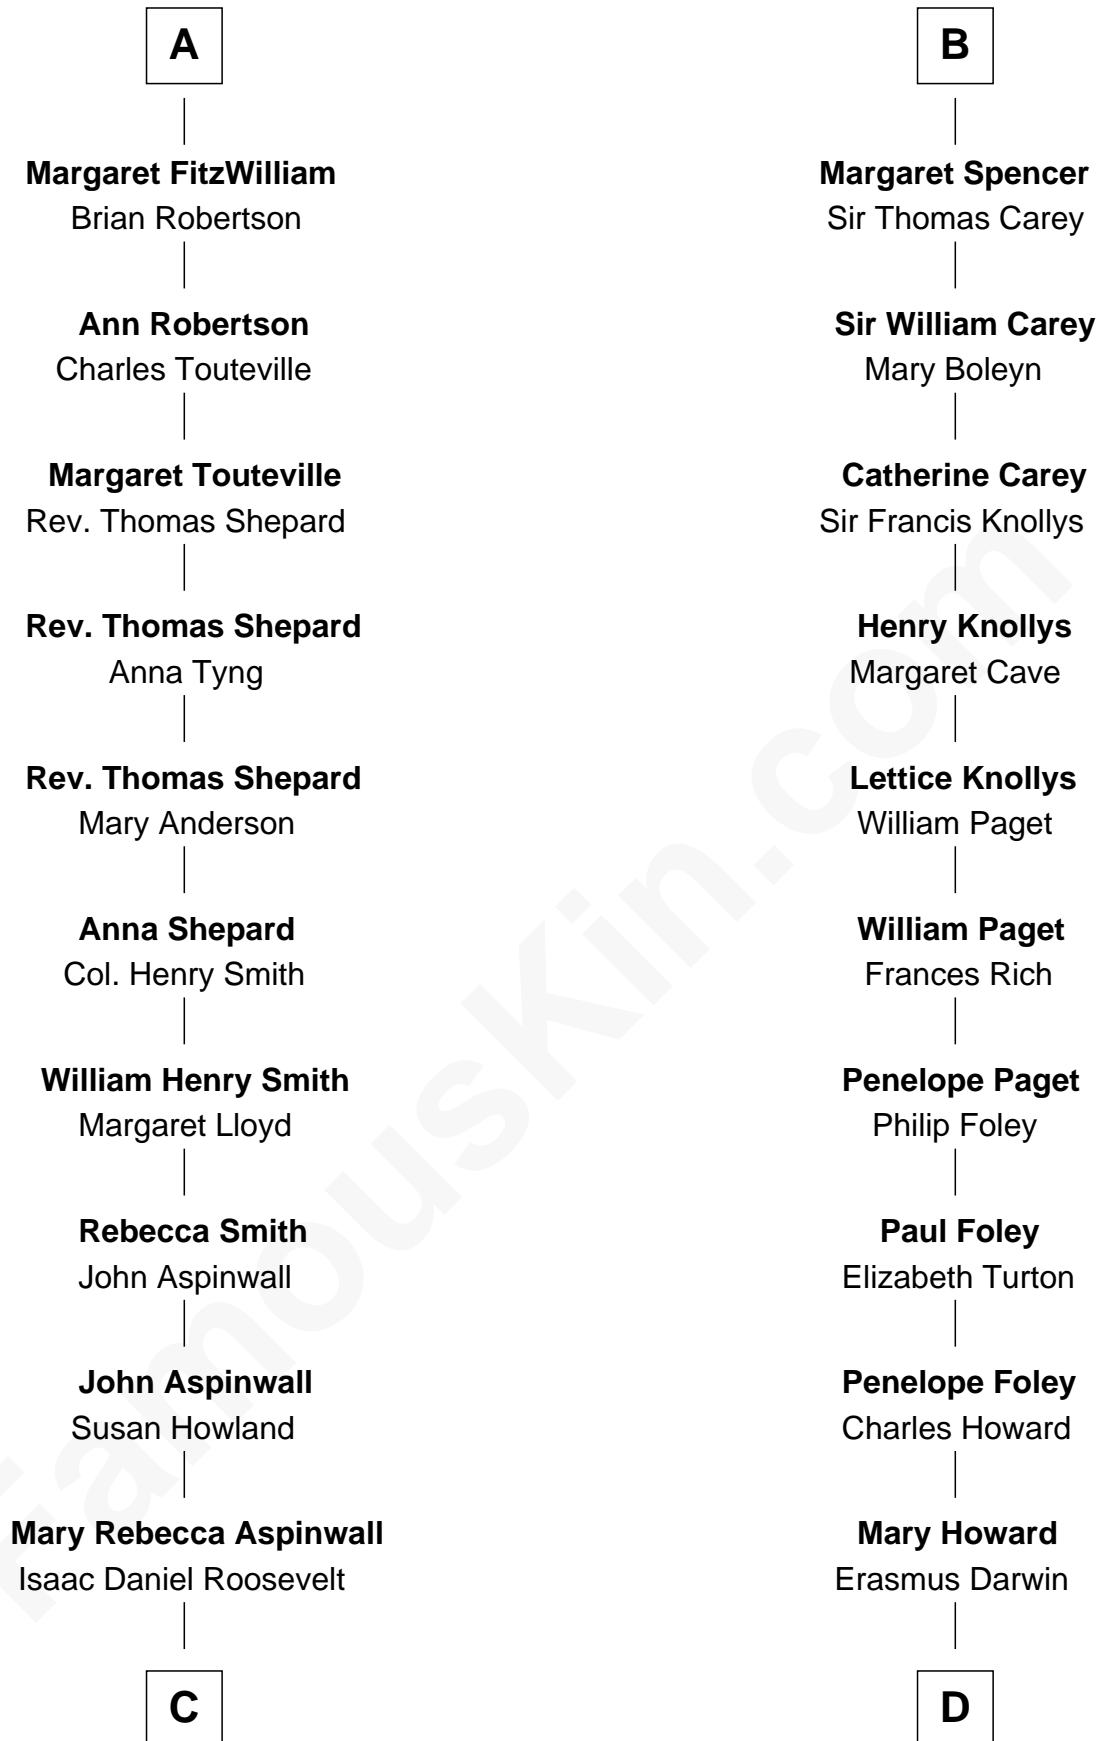 A
Margaret FitzWilliam
Brian Robertson
Ann Robertson
Charles Touteville
Margaret Touteville
Rev. Thomas Shepard
Rev. Thomas Shepard
Anna Tyng
Rev. Thomas Shepard
Mary Anderson
Anna Shepard
Col. Henry Smith
William Henry Smith
Margaret Lloyd
Rebecca Smith
John Aspinwall
John Aspinwall
Susan Howland
Mary Rebecca Aspinwall
Isaac Daniel Roosevelt
C
B
Margaret Spencer
Sir Thomas Carey
Sir William Carey
Mary Boleyn
Catherine Carey
Sir Francis Knollys
Henry Knollys
Margaret Cave
Lettice Knollys
William Paget
William Paget
Frances Rich
Penelope Paget
Philip Foley
Paul Foley
Elizabeth Turton
Penelope Foley
Charles Howard
Mary Howard
Erasmus Darwin
D
FamousKin.com